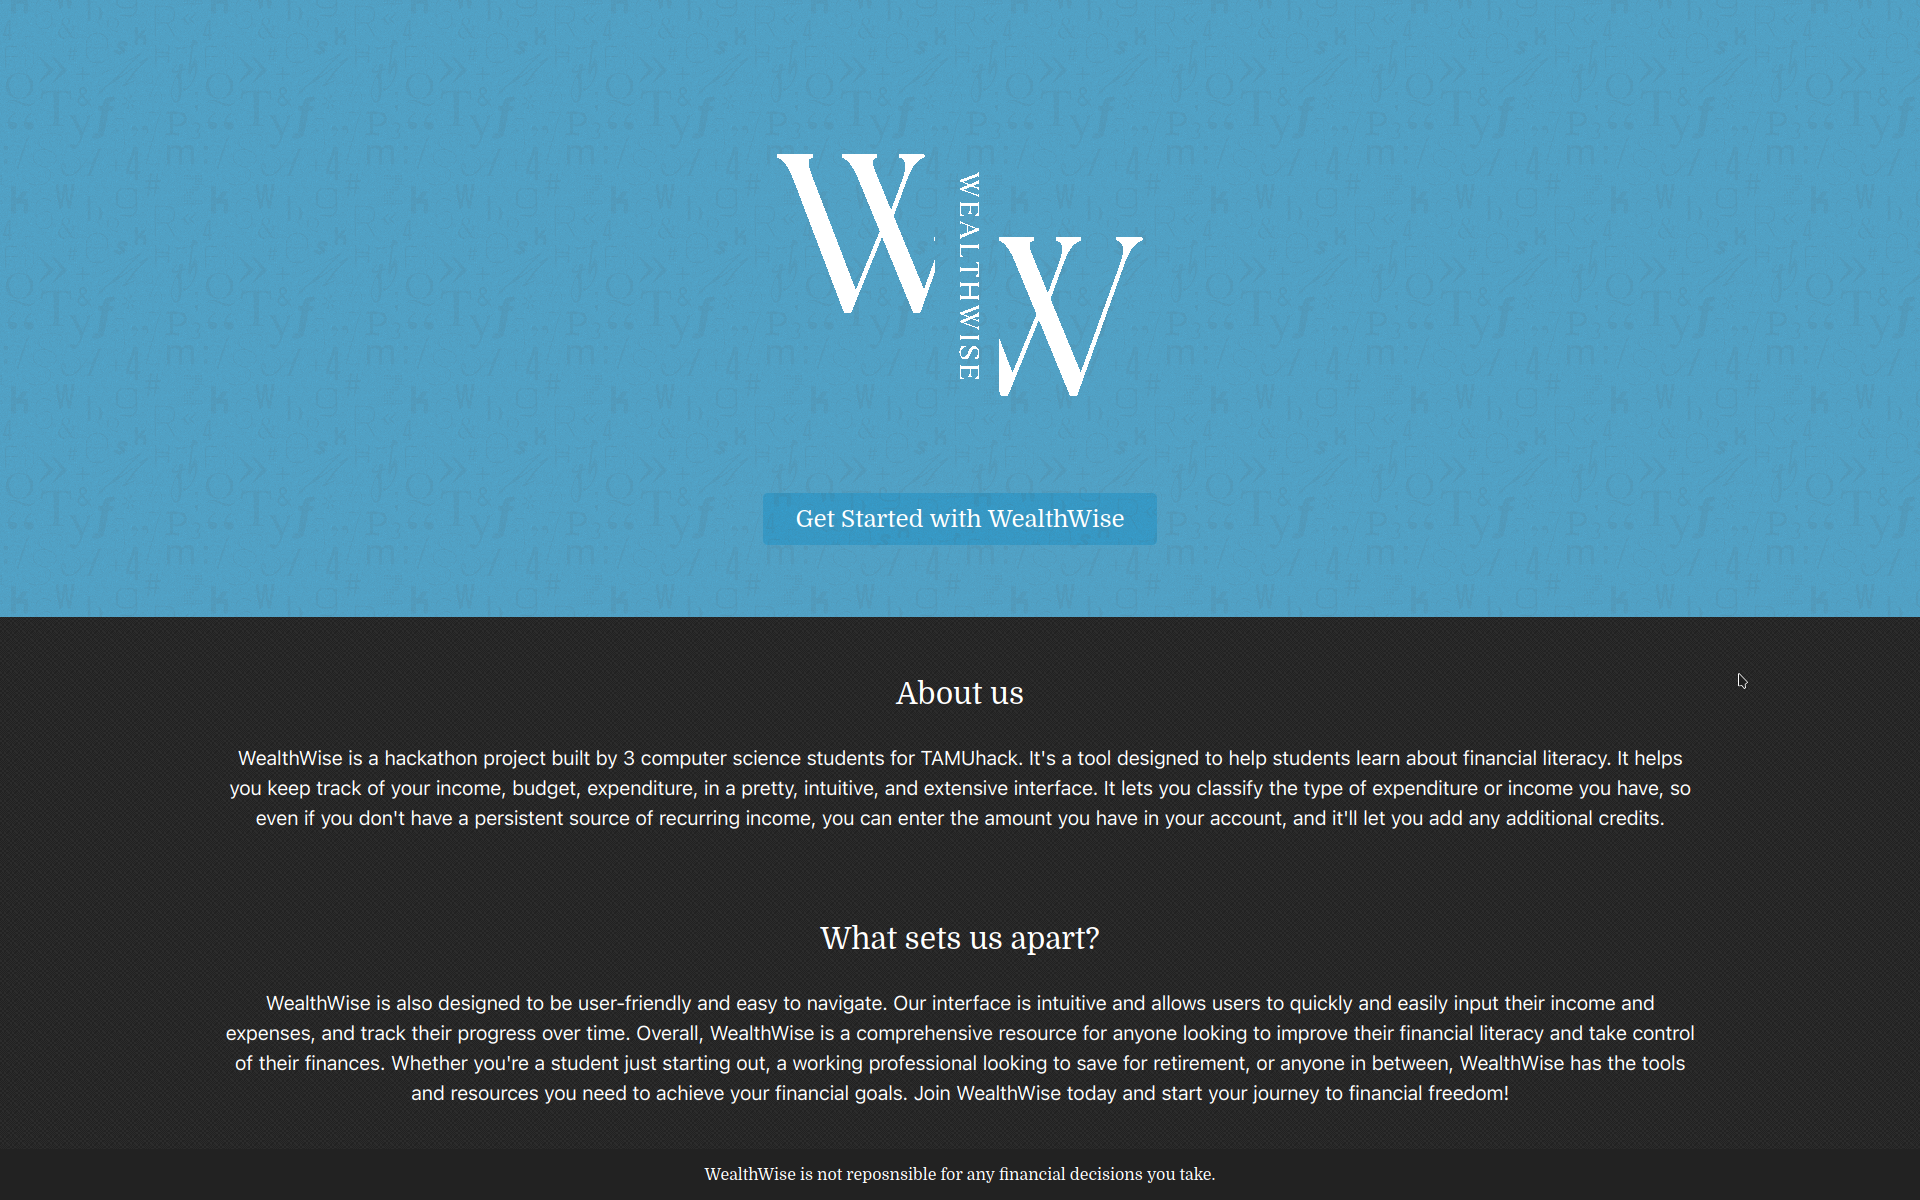 W
WEALTHWISE
W
Get Started with WealthWise
About us
WealthWise is a hackathon project built by 3 computer science students for TAMUhack. It's a tool designed to help students learn about financial literacy. It helps
you keep track of your income, budget, expenditure, in a pretty, intuitive, and extensive interface. It lets you classify the type of expenditure or income you have, so
even if you don't have a persistent source of recurring income, you can enter the amount you have in your account, and it'll let you add any additional credits.
What sets us apart?
WealthWise is also designed to be user-friendly and easy to navigate. Our interface is intuitive and allows users to quickly and easily input their income and
expenses, and track their progress over time. Overall, WealthWise is a comprehensive resource for anyone looking to improve their financial literacy and take control
of their finances. Whether you're a student just starting out, a working professional looking to save for retirement, or anyone in between, WealthWise has the tools
and resources you need to achieve your financial goals. Join WealthWise today and start your journey to financial freedom!
WealthWise is not reposnsible for any financial decisions you take.